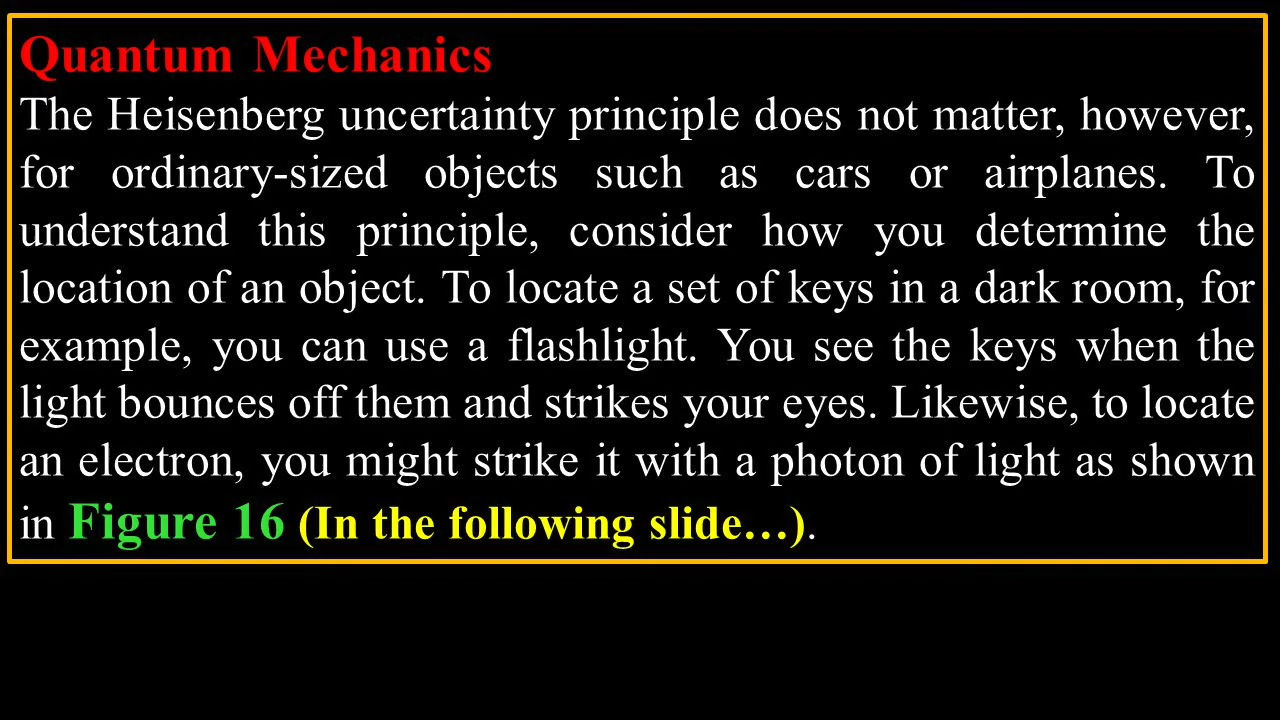 Quantum Mechanics
The Heisenberg uncertainty principle does not matter, however,
for ordinary-sized objects such as cars or airplanes. To
understand this principle, consider how you determine the
location of an object. To locate a set of keys in a dark room, for
example, you can use a flashlight. You see the keys when the
light bounces off them and strikes your eyes. Likewise, to locate
an electron, you might strike it with a photon of light as shown
in Figure 16 (In the following slide…).